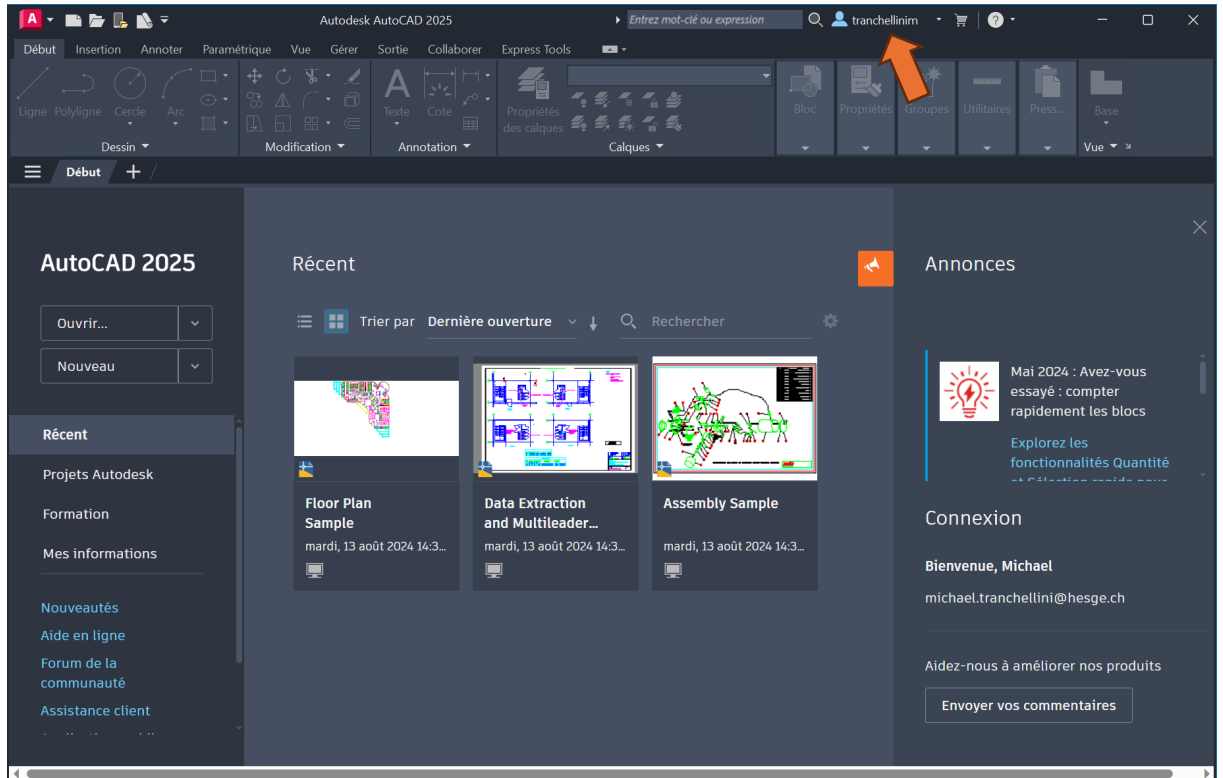 A Autodesk AutoCAD 2025 Entrez mot-clé ou expression tranchellinim ?
Début Insertion Annoter Paramétrique Vue Gérer Sortie Collaborer Express Tools
Ligne Polyligne Cercle Arc
A
Texte Cote
Propriétés
des calques
Bloc Propriétés Groupes Utilitaires Press... Base
Dessin Modification Annotation Calques Vue
Début
AutoCAD 2025
Ouvrir...
Nouveau
Récent
Projets Autodesk
Formation
Mes informations
Nouveautés
Aide en ligne
Forum de la
communauté
Assistance client
Récent
Trier par Dernière ouverture Rechercher
Floor Plan
Sample
mardi, 13 août 2024 14:3...
Data Extraction
and Multileader...
mardi, 13 août 2024 14:3...
Assembly Sample
mardi, 13 août 2024 14:3...
Annonces
Mai 2024 : Avez-vous
essayé : compter
rapidement les blocs
Explorez les
fonctionnalités Quantité
et Sélection rapide pour
Connexion
Bienvenue, Michael
michael.tranchellini@hesge.ch
Aidez-nous à améliorer nos produits
Envoyer vos commentaires